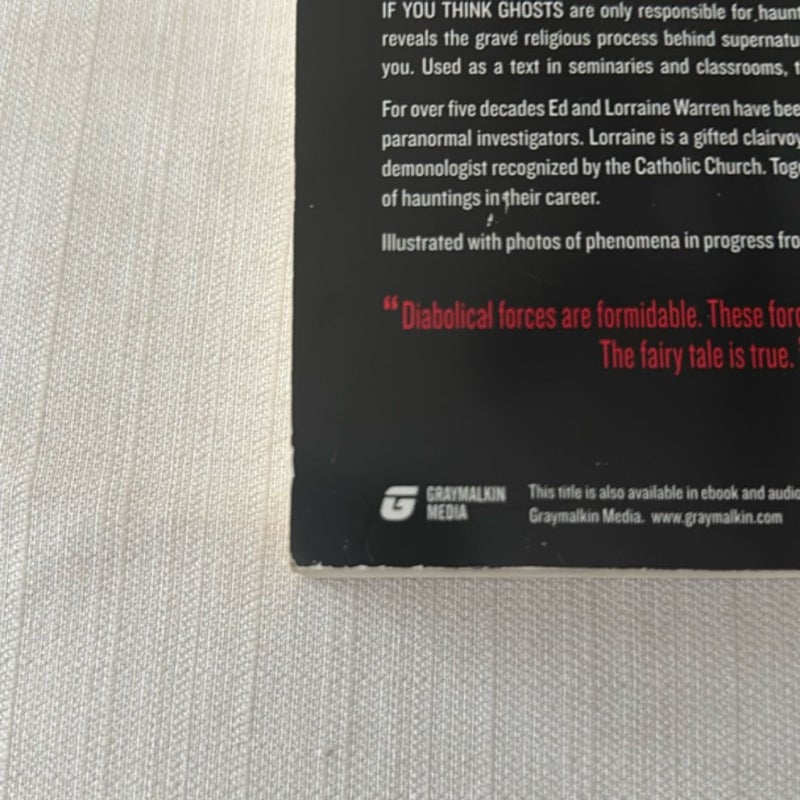 IF YOU THINK GHOSTS are only responsible for haunt
reveals the grave religious process behind supernatu
you. Used as a text in seminaries and classrooms, t
For over five decades Ed and Lorraine Warren have bee
paranormal investigators. Lorraine is a gifted clairvoy
demonologist recognized by the Catholic Church. Tog
of hauntings in their career.
Illustrated with photos of phenomena in progress fro
“Diabolical forces are formidable. These forc
The fairy tale is true.
GRAYMALKIN
MEDIA
This title is also available in ebook and audio
Graymalkin Media. www.graymalkin.com